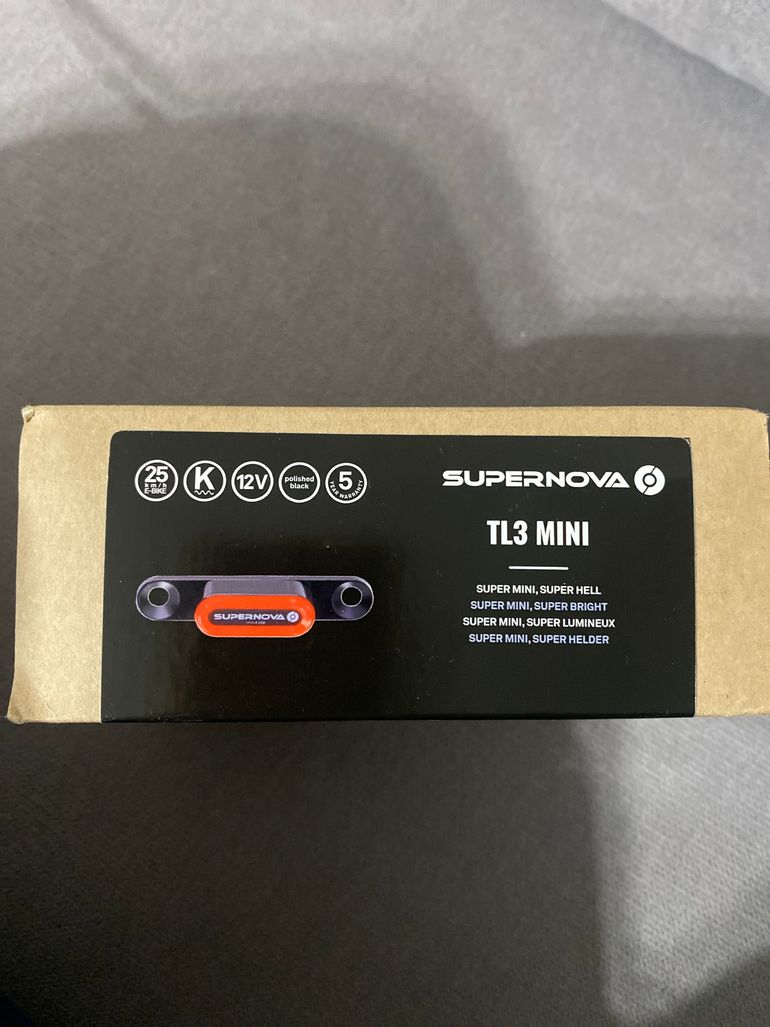 25
km/h
E-BIKE
K
12V
polished
black
5
YEAR WARRANTY
SUPERNOVA
TL3 MINI
SUPER MINI, SUPER HELL
SUPER MINI, SUPER BRIGHT
SUPER MINI, SUPER LUMINEUX
SUPER MINI, SUPER HELDER
SUPERNOVA